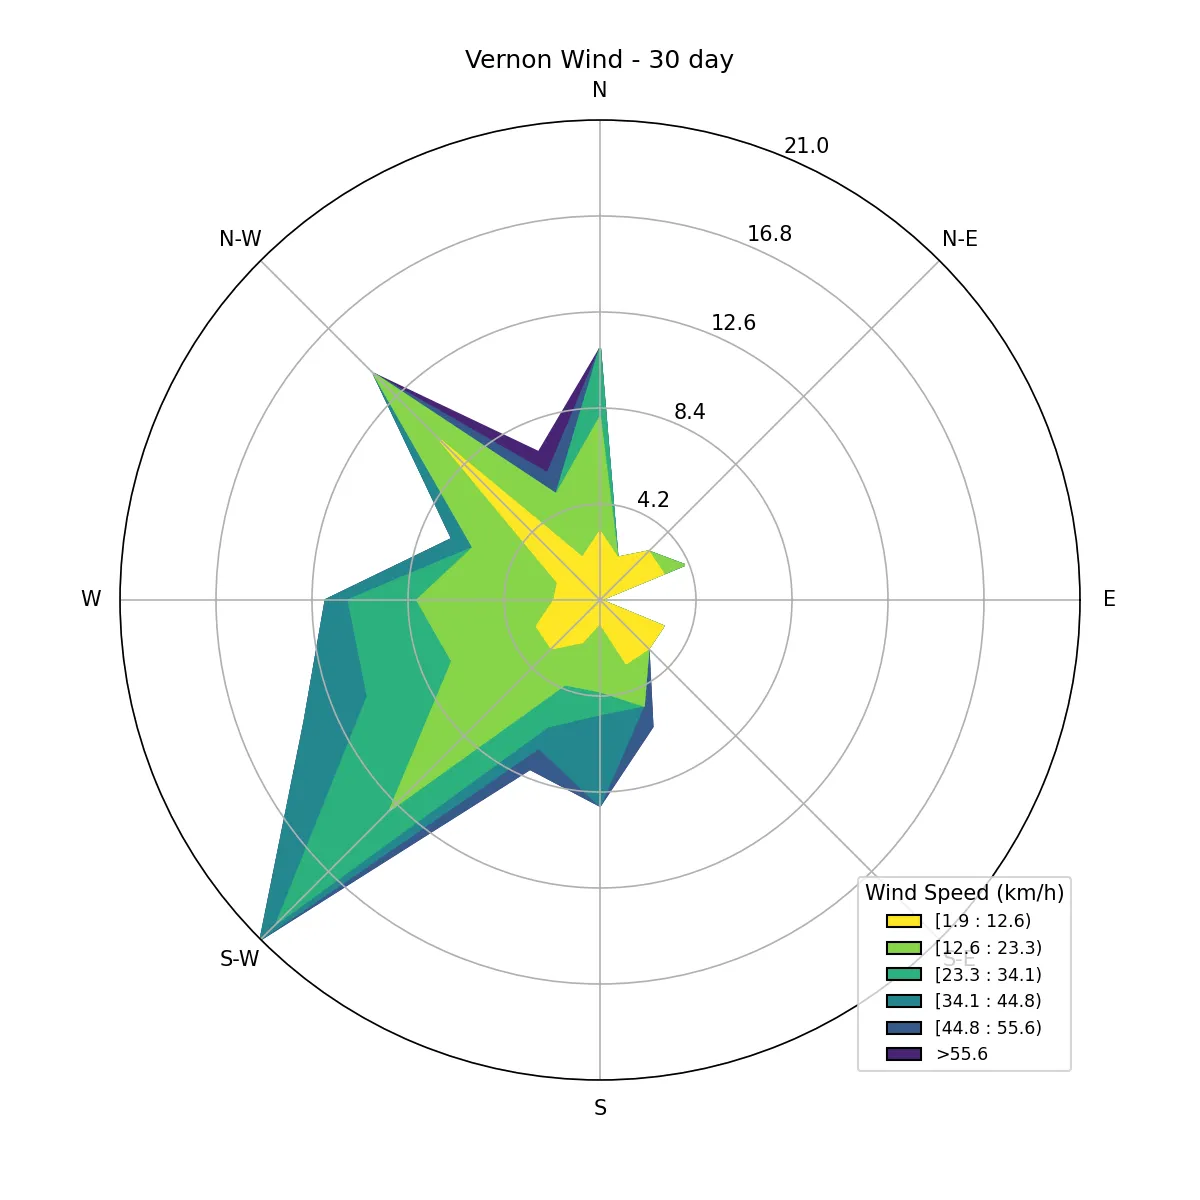 Vernon Wind - 30 day
N
21.0
16.8
N-W
N-E
12.6
8.4
4.2
W
E
S-W
S-E
Wind Speed (km/h)
[1.9 : 12.6)
[12.6 : 23.3)
[23.3 : 34.1)
[34.1 : 44.8)
[44.8 : 55.6)
>55.6
S